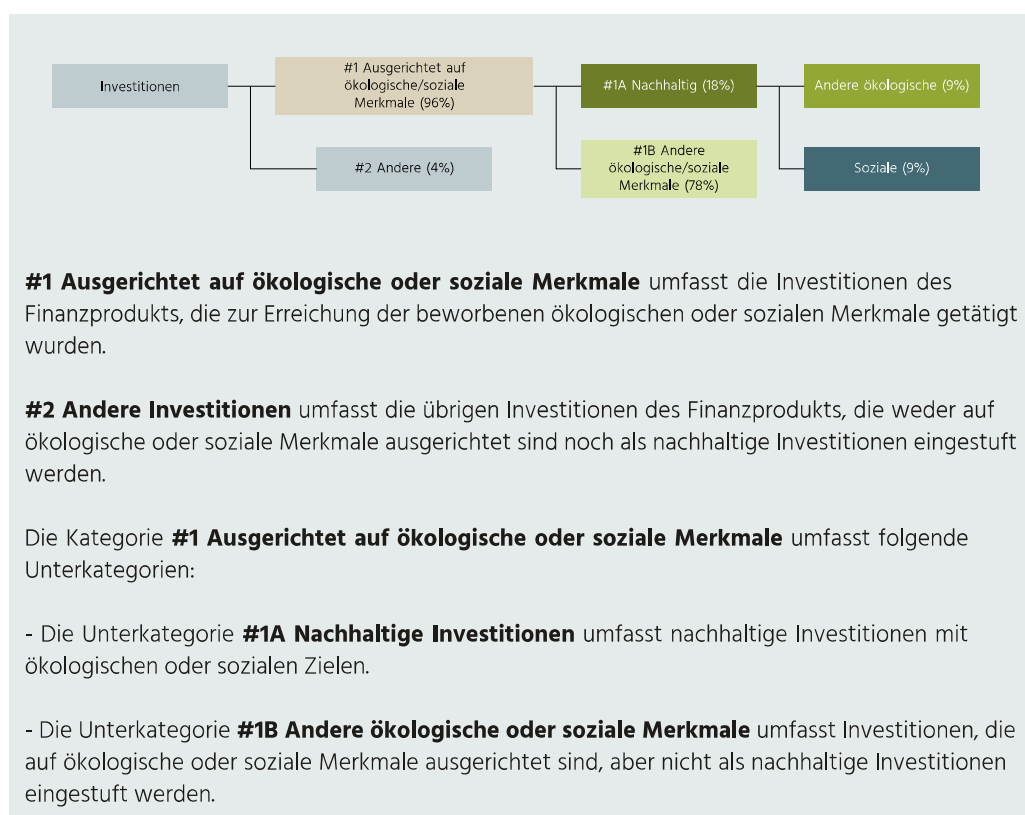 Investitionen
#1 Ausgerichtet auf
ökologische/soziale
Merkmale (96%)
#1A Nachhaltig (18%)
Andere ökologische (9%)
#2 Andere (4%)
#1B Andere
ökologische/soziale
Merkmale (78%)
Soziale (9%)
#1 Ausgerichtet auf ökologische oder soziale Merkmale umfasst die Investitionen des
Finanzprodukts, die zur Erreichung der beworbenen ökologischen oder sozialen Merkmale getätigt
wurden.
#2 Andere Investitionen umfasst die übrigen Investitionen des Finanzprodukts, die weder auf
ökologische oder soziale Merkmale ausgerichtet sind noch als nachhaltige Investitionen eingestuft
werden.
Die Kategorie #1 Ausgerichtet auf ökologische oder soziale Merkmale umfasst folgende
Unterkategorien:
- Die Unterkategorie #1A Nachhaltige Investitionen umfasst nachhaltige Investitionen mit
ökologischen oder sozialen Zielen.
- Die Unterkategorie #1B Andere ökologische oder soziale Merkmale umfasst Investitionen, die
auf ökologische oder soziale Merkmale ausgerichtet sind, aber nicht als nachhaltige Investitionen
eingestuft werden.